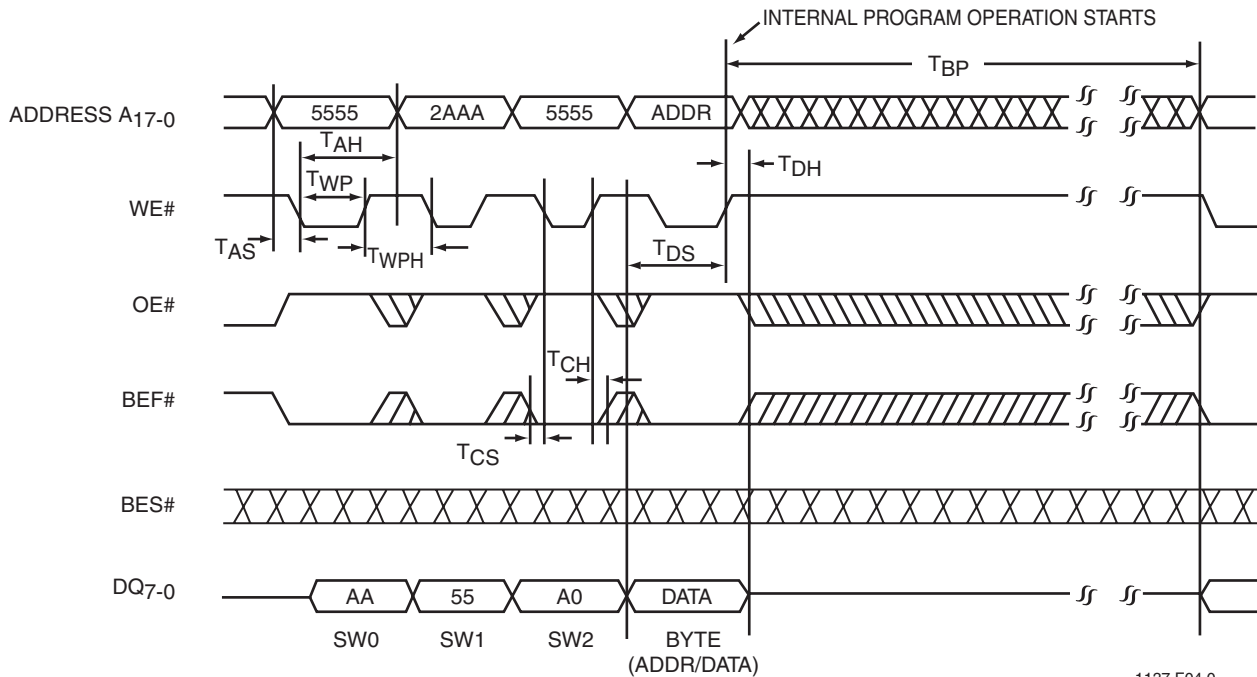 INTERNAL PROGRAM OPERATION STARTS
TBP
ADDRESS A17-0
5555
2AAA
5555
ADDR
TAH
TDH
TWP
WE#
TAS
TWPH
TDS
OE#
TCH
BEF#
TCS
BES#
DQ7-0
AA
55
A0
DATA
SW0
SW1
SW2
BYTE
(ADDR/DATA)